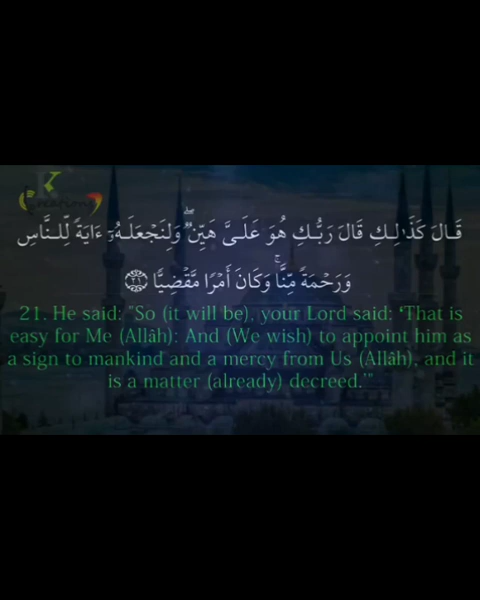 K
قَالَ كَذَٰلِكِ قَالَ رَبُّكِ هُوَ عَلَىَّ هَيِّنٌ ۖ وَلِنَجْعَلَهُۥٓ ءَايَةً لِّلنَّاسِ
وَرَحْمَةً مِّنَّا ۚ وَكَانَ أَمْرًا مَّقْضِيًّا ﴿٢١﴾
21. He said: "So (it will be), your Lord said: ‘That is
easy for Me (Allâh): And (We wish) to appoint him as
a sign to mankind and a mercy from Us (Allâh), and it
is a matter (already) decreed.’"